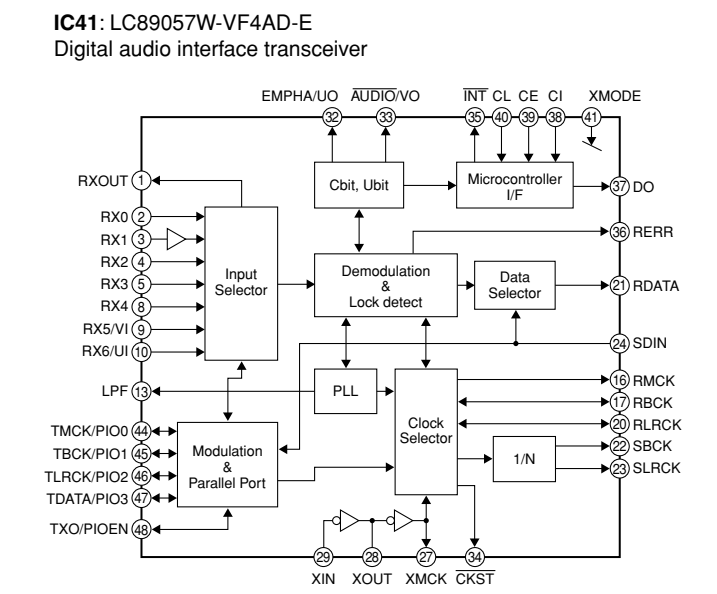 IC41: LC89057W-VF4AD-E
Digital audio interface transceiver
EMPHA/UO AUDIO/VO INT CL CE CI XMODE
32 33 35 40 39 38 41
RXOUT 1
Cbit, Ubit
Microcontroller
I/F
37 DO
RX0 2
RX1 3
RX2 4
RX3 5
RX4 8
RX5/VI 9
RX6/UI 10
Input
Selector
Demodulation
&
Lock detect
Data
Selector
36 RERR
21 RDATA
24 SDIN
LPF 13
PLL
Clock
Selector
16 RMCK
17 RBCK
20 RLRCK
22 SBCK
23 SLRCK
1/N
TMCK/PIO0 44
TBCK/PIO1 45
TLRCK/PIO2 46
TDATA/PIO3 47
TXO/PIOEN 48
Modulation
&
Parallel Port
29 28 27 34
XIN XOUT XMCK CKST